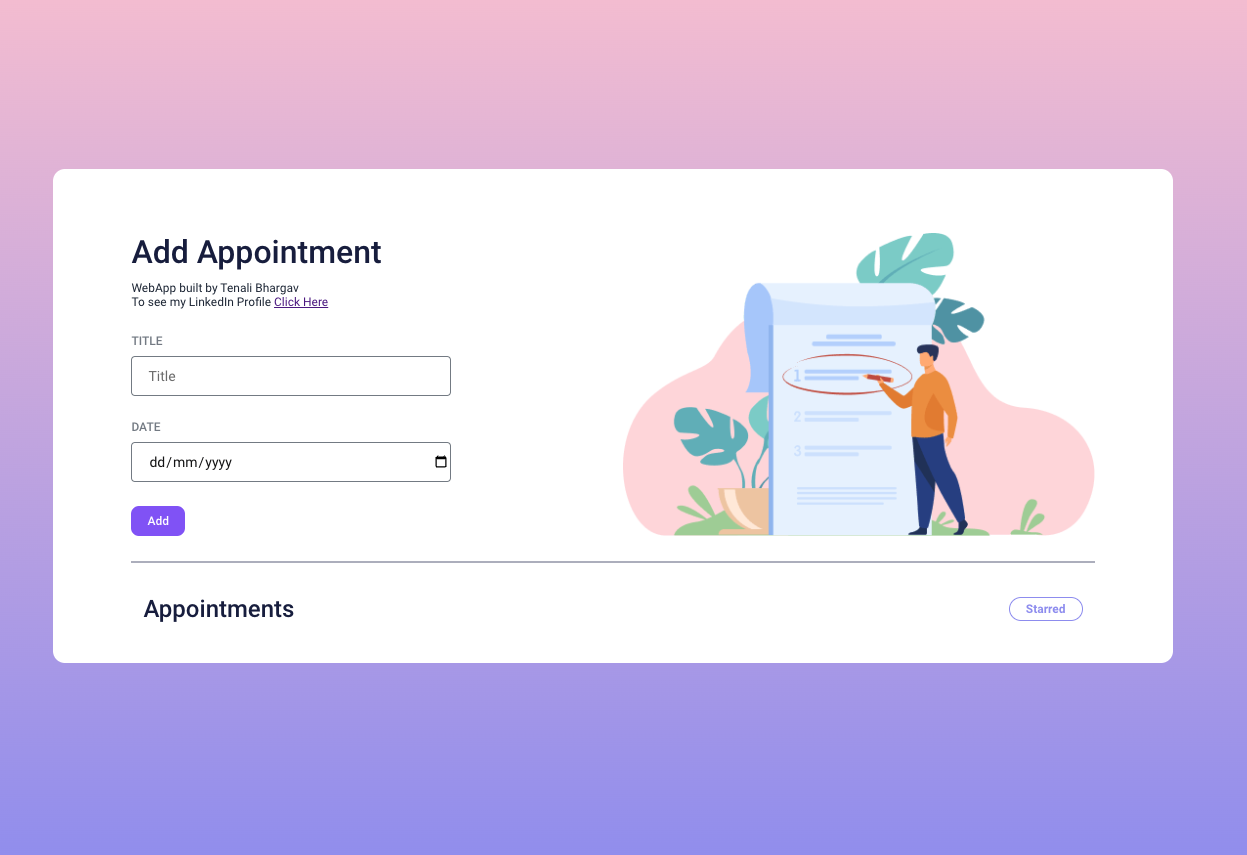 Add Appointment
WebApp built by Tenali Bhargav
To see my LinkedIn Profile Click Here
TITLE
Title
DATE
dd/mm/yyyy
Add
1
2
3
Appointments
Starred